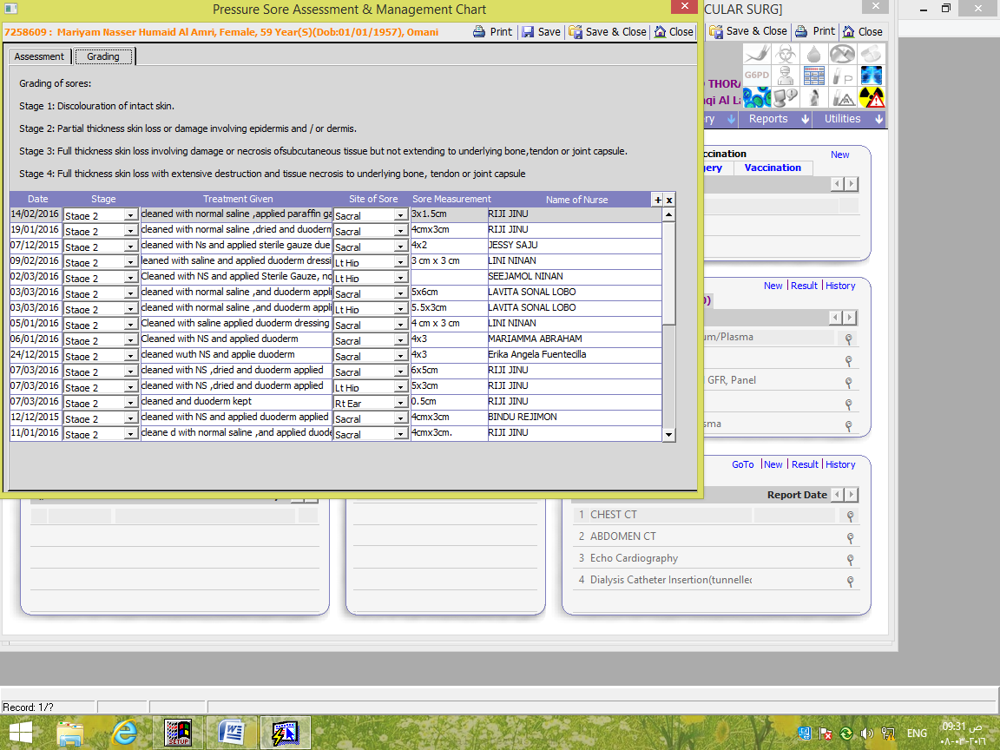 Pressure Sore Assessment & Management Chart
7258609 : Mariyam Nasser Humaid Al Amri, Female, 59 Year(S)(Dob:01/01/1957), Omani
Print Save Save & Close Close
Assessment Grading
Grading of sores:
Stage 1: Discolouration of intact skin.
Stage 2: Partial thickness skin loss or damage involving epidermis and / or dermis.
Stage 3: Full thickness skin loss involving damage or necrosis ofsubcutaneous tissue but not extending to underlying bone,tendon or joint capsule.
Stage 4: Full thickness skin loss with extensive destruction and tissue necrosis to underlying bone, tendon or joint capsule
Date Stage Treatment Given Site of Sore Sore Measurement Name of Nurse + x
14/02/2016 Stage 2 cleaned with normal saline ,applied paraffin ga Sacral 3x1.5cm RIJI JINU
19/01/2016 Stage 2 cleaned with normal saline ,dried and duoderm Sacral 4cmx3cm RIJI JINU
07/12/2015 Stage 2 cleaned with Ns and applied sterile gauze due Sacral 4x2 JESSY SAJU
09/02/2016 Stage 2 leaned with saline and applied duoderm dressi Lt Hip 3 cm x 3 cm LINI NINAN
02/03/2016 Stage 2 Cleaned with NS and applied Sterile Gauze, no Lt Hip SEEJAMOL NINAN
03/03/2016 Stage 2 cleaned with normal saline ,and duoderm appli Sacral 5x6cm LAVITA SONAL LOBO
03/03/2016 Stage 2 cleaned with normal saline ,and duoderm appli Lt Hip 5.5x3cm LAVITA SONAL LOBO
05/01/2016 Stage 2 Cleaned with saline applied duoderm dressing Sacral 4 cm x 3 cm LINI NINAN
06/01/2016 Stage 2 Cleaned with NS and applied duoderm Sacral 4x3 MARIAMMA ABRAHAM
24/12/2015 Stage 2 cleaned wuth NS and applie duoderm Sacral 4x3 Erika Angela Fuentecilla
07/03/2016 Stage 2 cleaned with NS ,dried and duoderm applied Sacral 6x5cm RIJI JINU
07/03/2016 Stage 2 cleaned with NS ,dried and duoderm applied Lt Hip 5x3cm RIJI JINU
07/03/2016 Stage 2 cleaned and duoderm kept Rt Ear 0.5cm RIJI JINU
12/12/2015 Stage 2 cleaned with NS and applied duoderm applied Sacral 4cmx3cm BINDU REJIMON
11/01/2016 Stage 2 cleane d with normal saline ,and applied duode Sacral 4cmx3cm. RIJI JINU
CULAR SURG]
Save & Close Print Close
G6PD
THORA
qi Al La
ry Reports Utilities
ccination New
ery Vaccination
New Result History
um/Plasma
GFR, Panel
sma
GoTo New Result History
Report Date
1 CHEST CT
2 ABDOMEN CT
3 Echo Cardiography
4 Dialysis Catheter Insertion(tunnelled
Record: 1/?
SETUP
ENG
09:31 ص
٠٨-٠٣-٢٠١٦